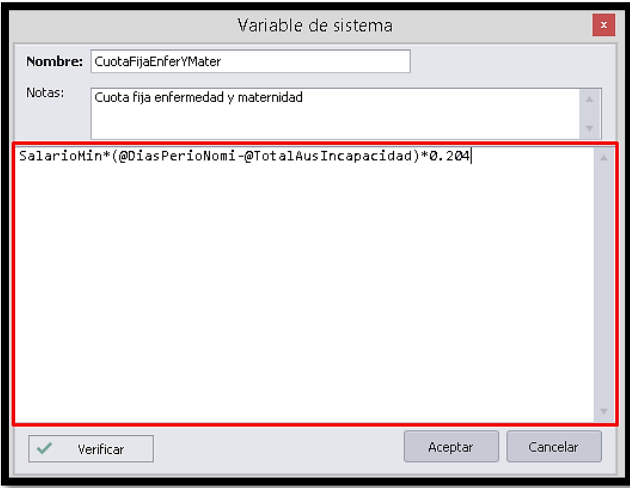 Variable de sistema
x
Nombre: CuotaFijaEnferYMater
Notas: Cuota fija enfermedad y maternidad
SalarioMin*(@DiasPerioNomi-@TotalAusIncapacidad)*0.204
Verificar Aceptar Cancelar